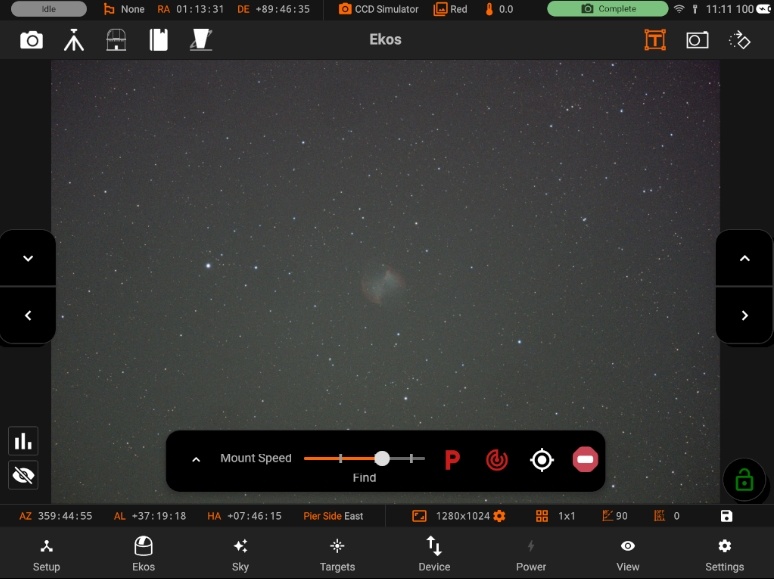 Idle None RA 01:13:31 DE +89:46:35 CCD Simulator Red 0.0 Complete 11:11 100
Ekos
Mount Speed P
Find
AZ 359:44:55 AL +37:19:18 HA +07:46:15 Pier Side East 1280x1024 1x1 90 0
Setup Ekos Sky Targets Device Power View Settings